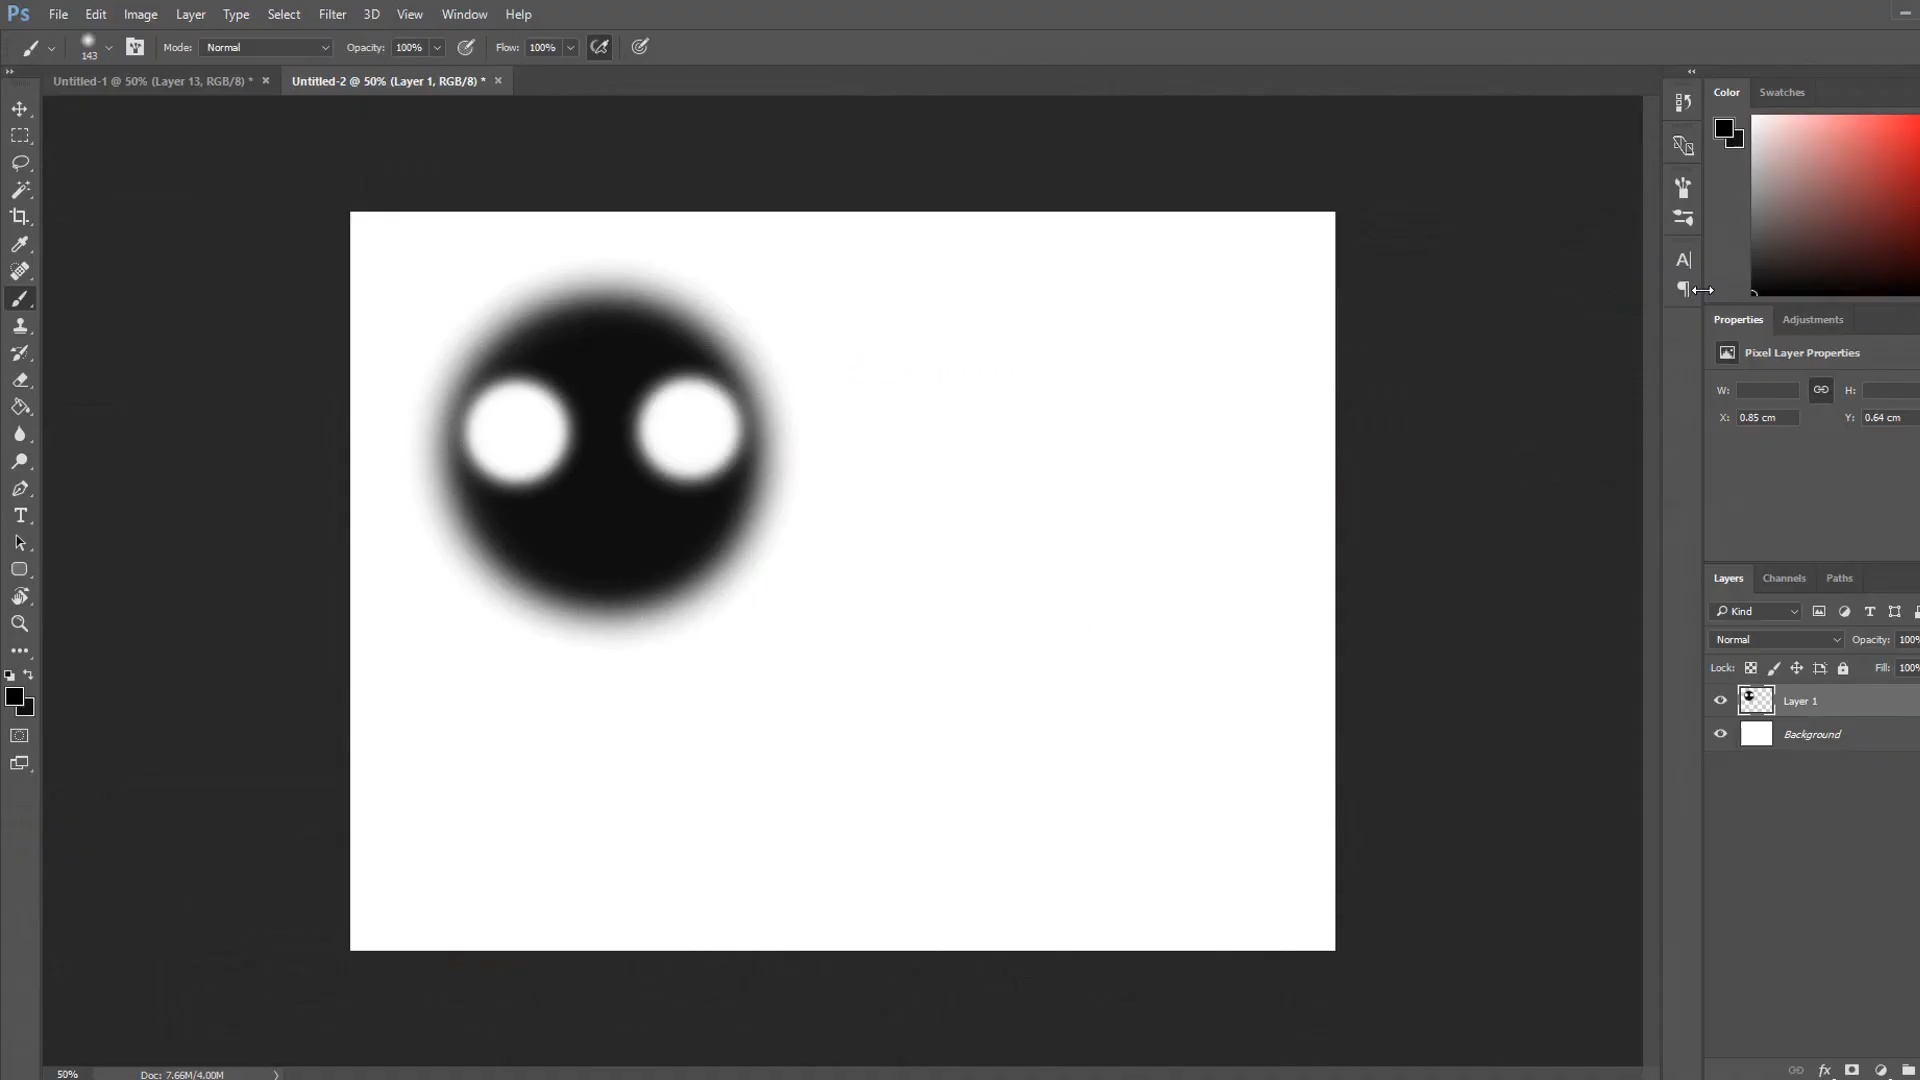 Ps File Edit Image Layer Type Select Filter 3D View Window Help
143 Mode: Normal Opacity: 100% Flow: 100%
Untitled-1 @ 50% (Layer 13, RGB/8) * × Untitled-2 @ 50% (Layer 1, RGB/8) * ×
Color Swatches
Properties Adjustments
Pixel Layer Properties
W: H:
X: 0.85 cm Y: 0.64 cm
Layers Channels Paths
Kind
Normal Opacity: 100%
Lock: Fill: 100%
Layer 1
Background
fx
50% Doc: 7.66M/4.00M